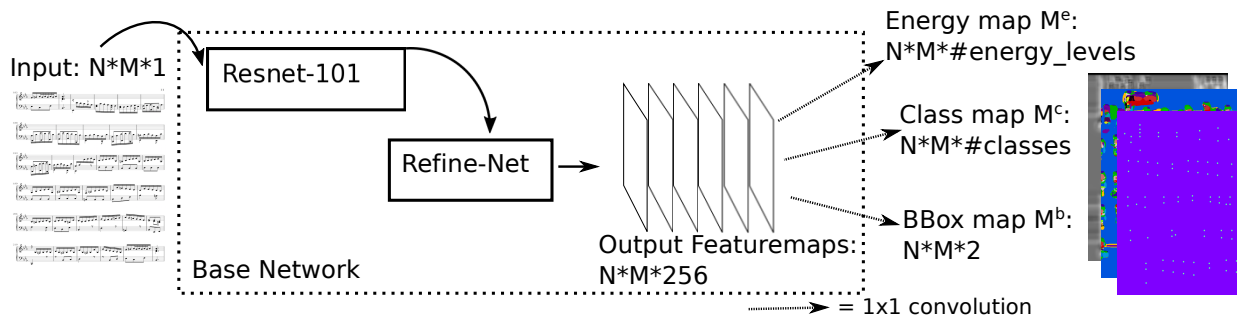 Input: N*M*1
Resnet-101
Refine-Net
Base Network
Output Featuremaps:
N*M*256
Energy map Mᵉ:
N*M*#energy_levels
Class map Mᶜ:
N*M*#classes
BBox map Mᵇ:
N*M*2
= 1x1 convolution